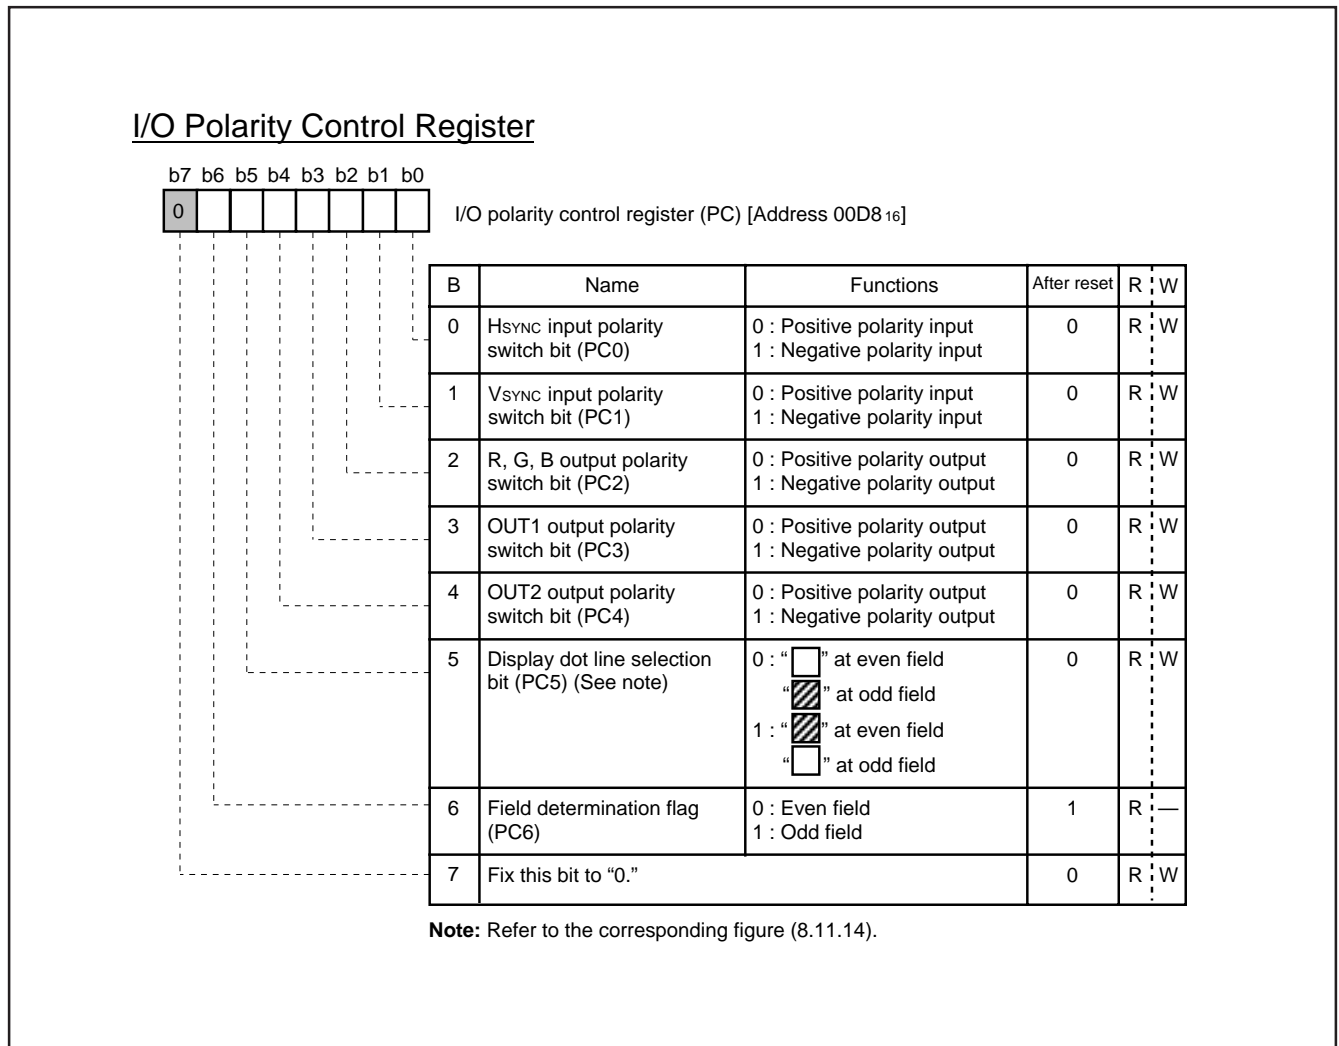 I/O Polarity Control Register
b7 b6 b5 b4 b3 b2 b1 b0
0
I/O polarity control register (PC) [Address 00D8 16]
B Name Functions After reset R W
0 HSYNC input polarity switch bit (PC0) 0 : Positive polarity input 0 R W
1 : Negative polarity input
1 VSYNC input polarity switch bit (PC1) 0 : Positive polarity input 0 R W
1 : Negative polarity input
2 R, G, B output polarity switch bit (PC2) 0 : Positive polarity output 0 R W
1 : Negative polarity output
3 OUT1 output polarity switch bit (PC3) 0 : Positive polarity output 0 R W
1 : Negative polarity output
4 OUT2 output polarity switch bit (PC4) 0 : Positive polarity output 0 R W
1 : Negative polarity output
5 Display dot line selection bit (PC5) (See note) 0 : “ ” at even field 0 R W
“ ” at odd field
1 : “ ” at even field
“ ” at odd field
6 Field determination flag (PC6) 0 : Even field 1 R —
1 : Odd field
7 Fix this bit to “0.” 0 R W
Note: Refer to the corresponding figure (8.11.14).